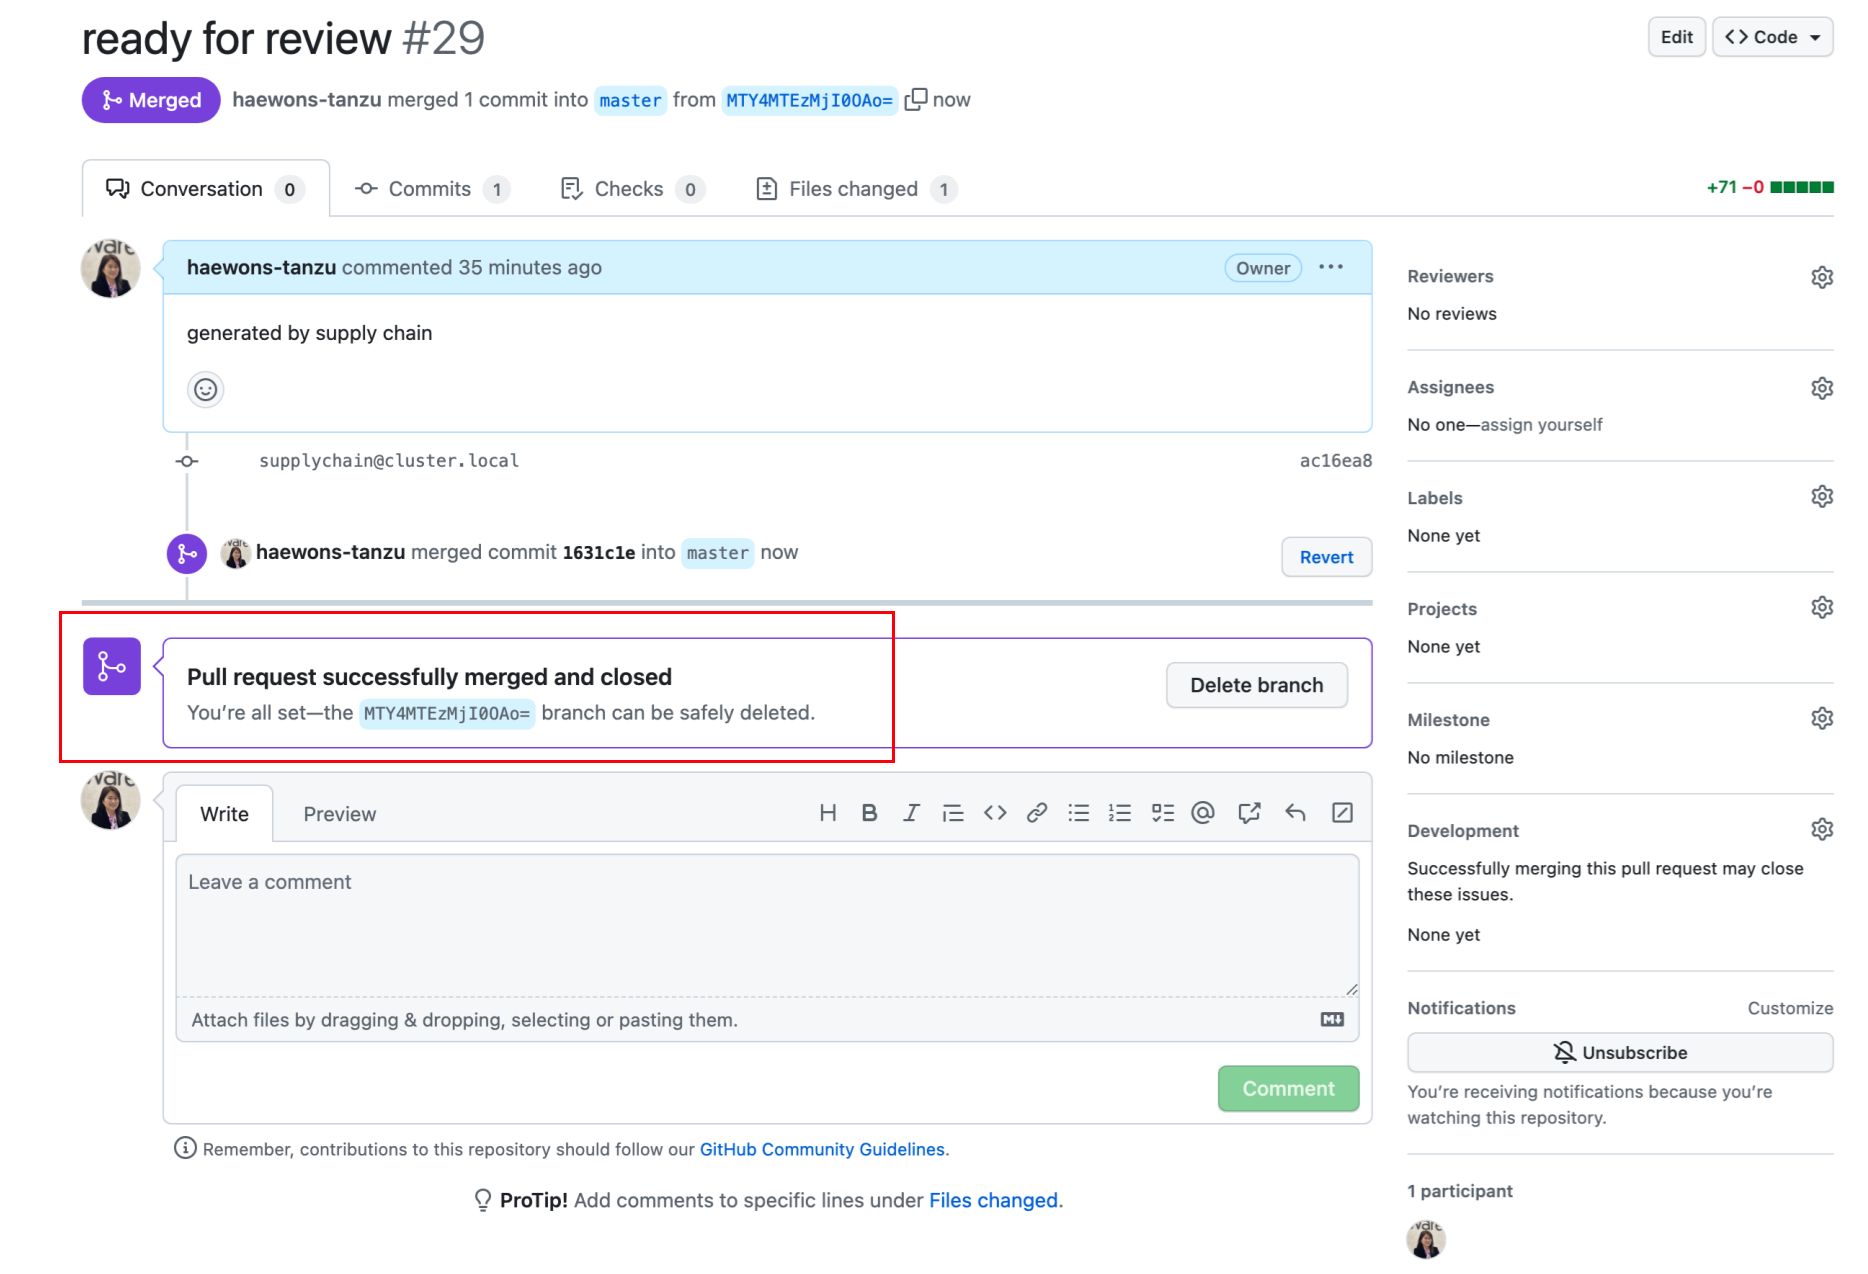 ready for review #29
Edit
Code
Merged
haewons-tanzu merged 1 commit into master from MTY4MTEzMjI0OAo= now
Conversation 0
Commits 1
Checks 0
Files changed 1
+71 −0
haewons-tanzu commented 35 minutes ago
Owner
generated by supply chain
supplychain@cluster.local
ac16ea8
haewons-tanzu merged commit 1631c1e into master now
Revert
Pull request successfully merged and closed
You’re all set—the MTY4MTEzMjI0OAo= branch can be safely deleted.
Delete branch
Write
Preview
Leave a comment
Attach files by dragging & dropping, selecting or pasting them.
Comment
Remember, contributions to this repository should follow our GitHub Community Guidelines.
ProTip! Add comments to specific lines under Files changed.
Reviewers
No reviews
Assignees
No one—assign yourself
Labels
None yet
Projects
None yet
Milestone
No milestone
Development
Successfully merging this pull request may close
these issues.
None yet
Notifications
Customize
Unsubscribe
You’re receiving notifications because you’re
watching this repository.
1 participant